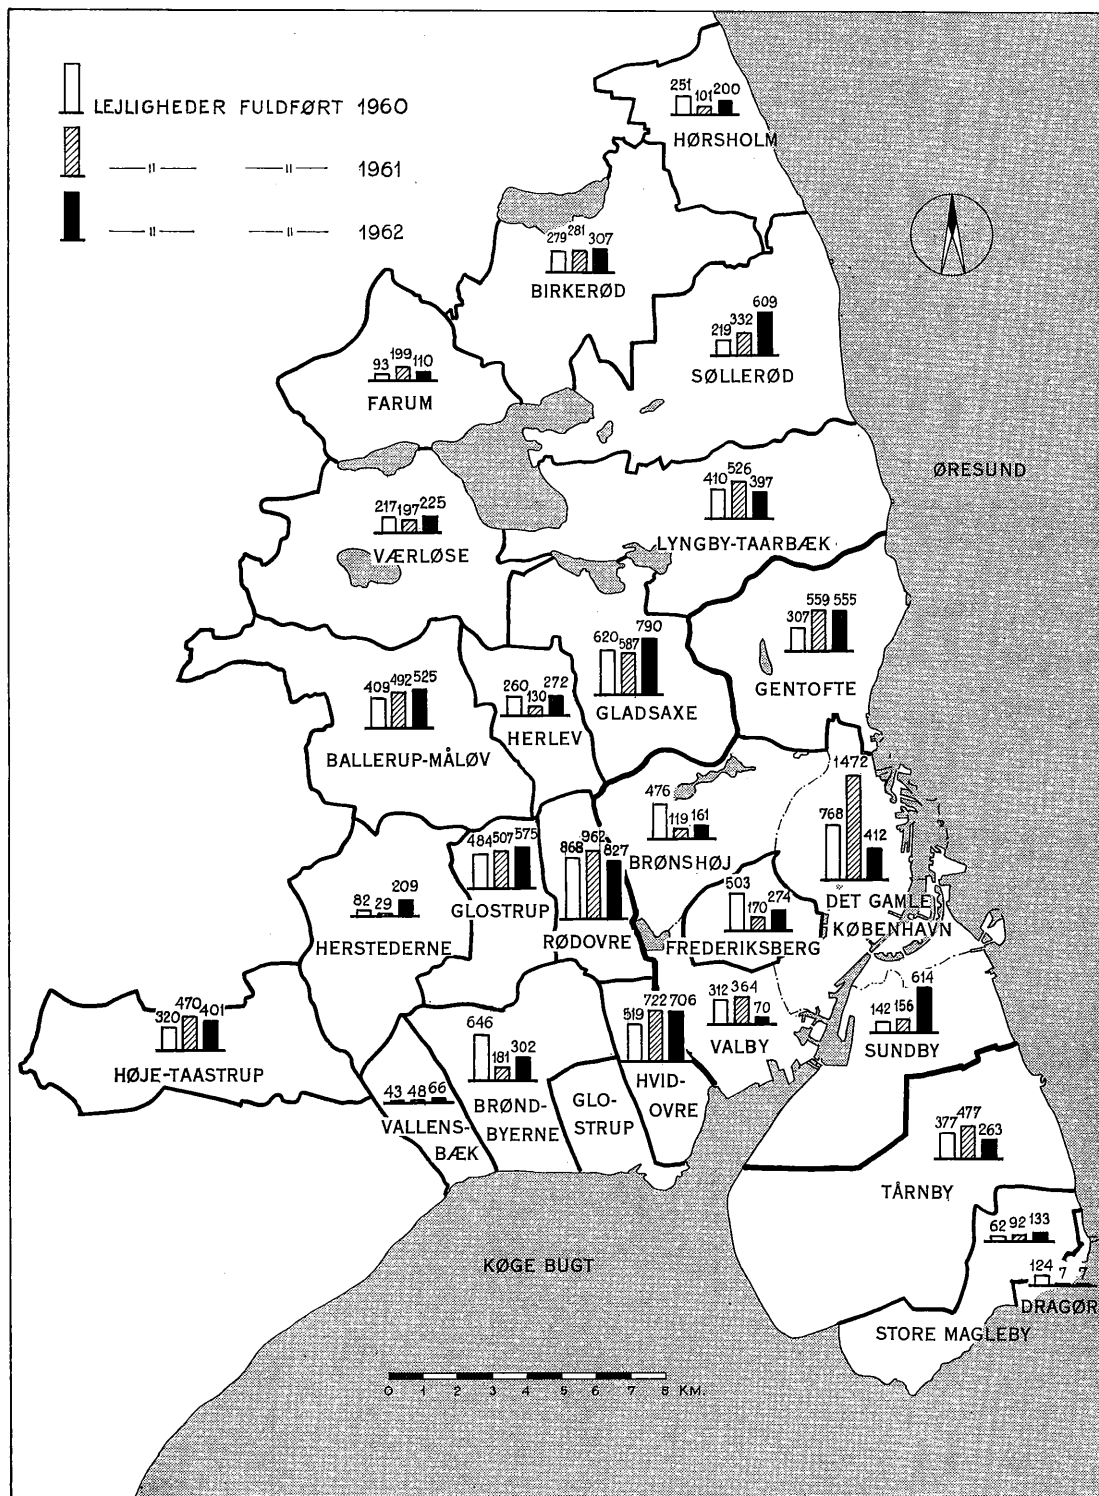 LEJLIGHEDER FULDFØRT 1960
—〃— —〃— 1961
—〃— —〃— 1962
251 101 200
HØRSHOLM
279 281 307
BIRKERØD
219 332 609
SØLLERØD
93 199 110
FARUM
ØRESUND
410 526 397
LYNGBY-TAARBÆK
217 197 225
VÆRLØSE
307 559 555
GENTOFTE
620 587 790
GLADSAXE
260 130 272
HERLEV
409 492 525
BALLERUP-MÅLØV
768 1472 412
DET GAMLE
KØBENHAVN
476 119 161
BRØNSHØJ
484 507 575
GLOSTRUP
868 962 827
RØDOVRE
503 170 274
FREDERIKSBERG
82 29 209
HERSTEDERNE
320 470 401
HØJE-TAASTRUP
519 722 706
HVID-
OVRE
312 364 70
VALBY
142 156 614
SUNDBY
646 181 302
BRØND-
BYERNE
43 48 66
VALLENS-
BÆK
GLO-
STRUP
377 477 263
TÅRNBY
62 92 133
STORE MAGLEBY
124 7 7
DRAGØR
KØGE BUGT
0 1 2 3 4 5 6 7 8 KM.